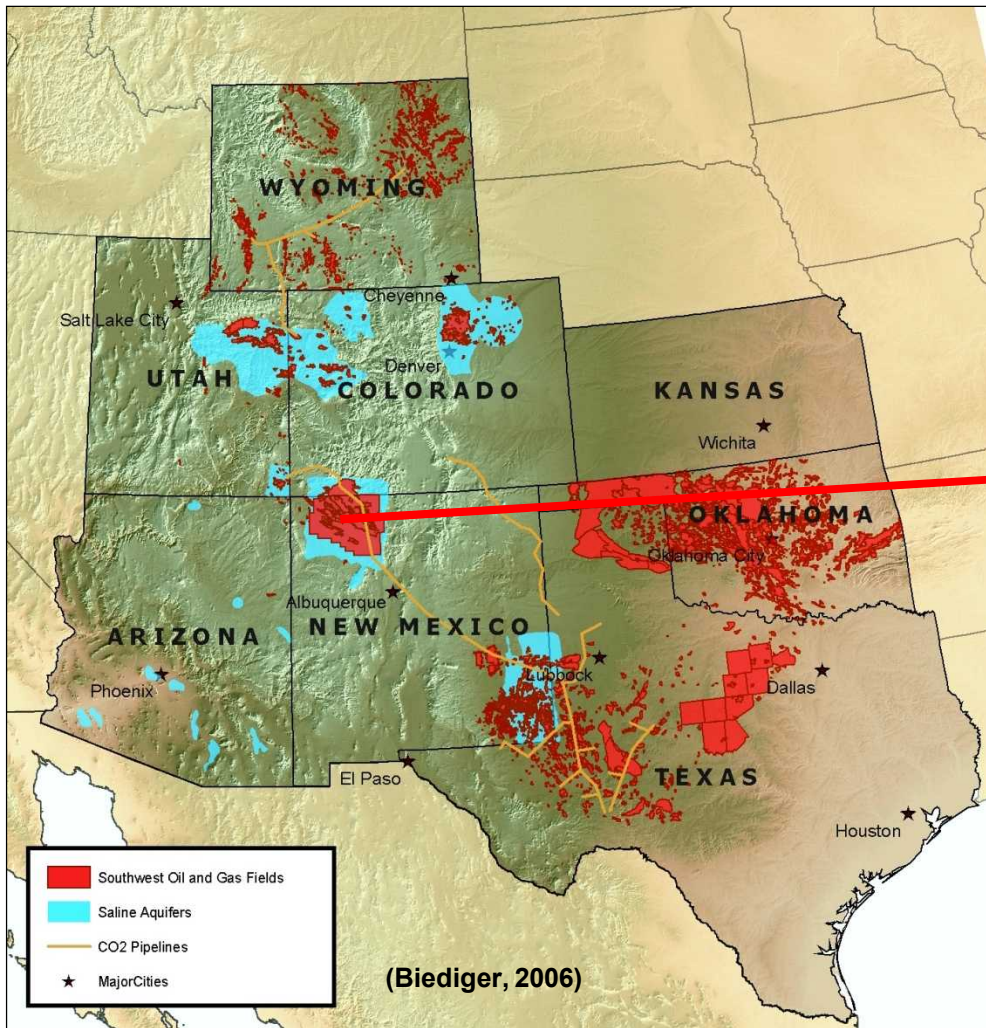 WYOMING
Cheyenne
Salt Lake City
Denver
UTAH
COLORADO
KANSAS
Wichita
OKLAHOMA
Oklahoma City
Albuquerque
ARIZONA
NEW MEXICO
Phoenix
Lubbock
Dallas
El Paso
TEXAS
Houston
Southwest Oil and Gas Fields
Saline Aquifers
CO2 Pipelines
MajorCities
(Biediger, 2006)